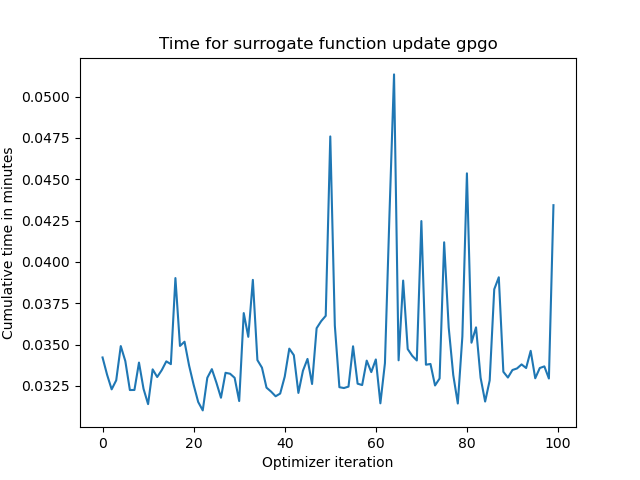 Time for surrogate function update gpgo
Cumulative time in minutes
0.0500
0.0475
0.0450
0.0425
0.0400
0.0375
0.0350
0.0325
0 20 40 60 80 100
Optimizer iteration